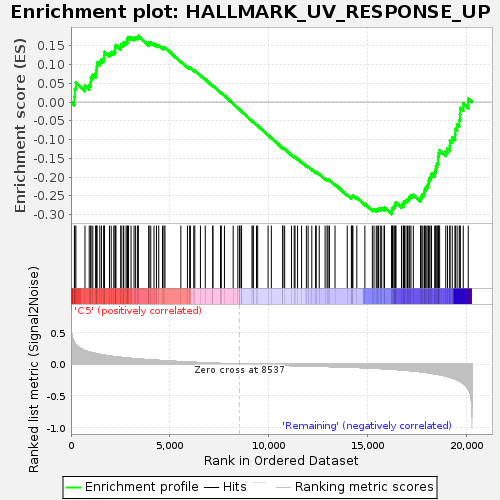 Enrichment plot: HALLMARK_UV_RESPONSE_UP
Enrichment score (ES)
0.15
0.10
0.05
0.00
-0.05
-0.10
-0.15
-0.20
-0.25
-0.30
'C5' (positively correlated)
Ranked list metric (Signal2Noise)
0.5
0.0
-0.5
-1.0
Zero cross at 8537
'Remaining' (negatively correlated)
0
5,000
10,000
15,000
20,000
Rank in Ordered Dataset
Enrichment profile
Hits
Ranking metric scores